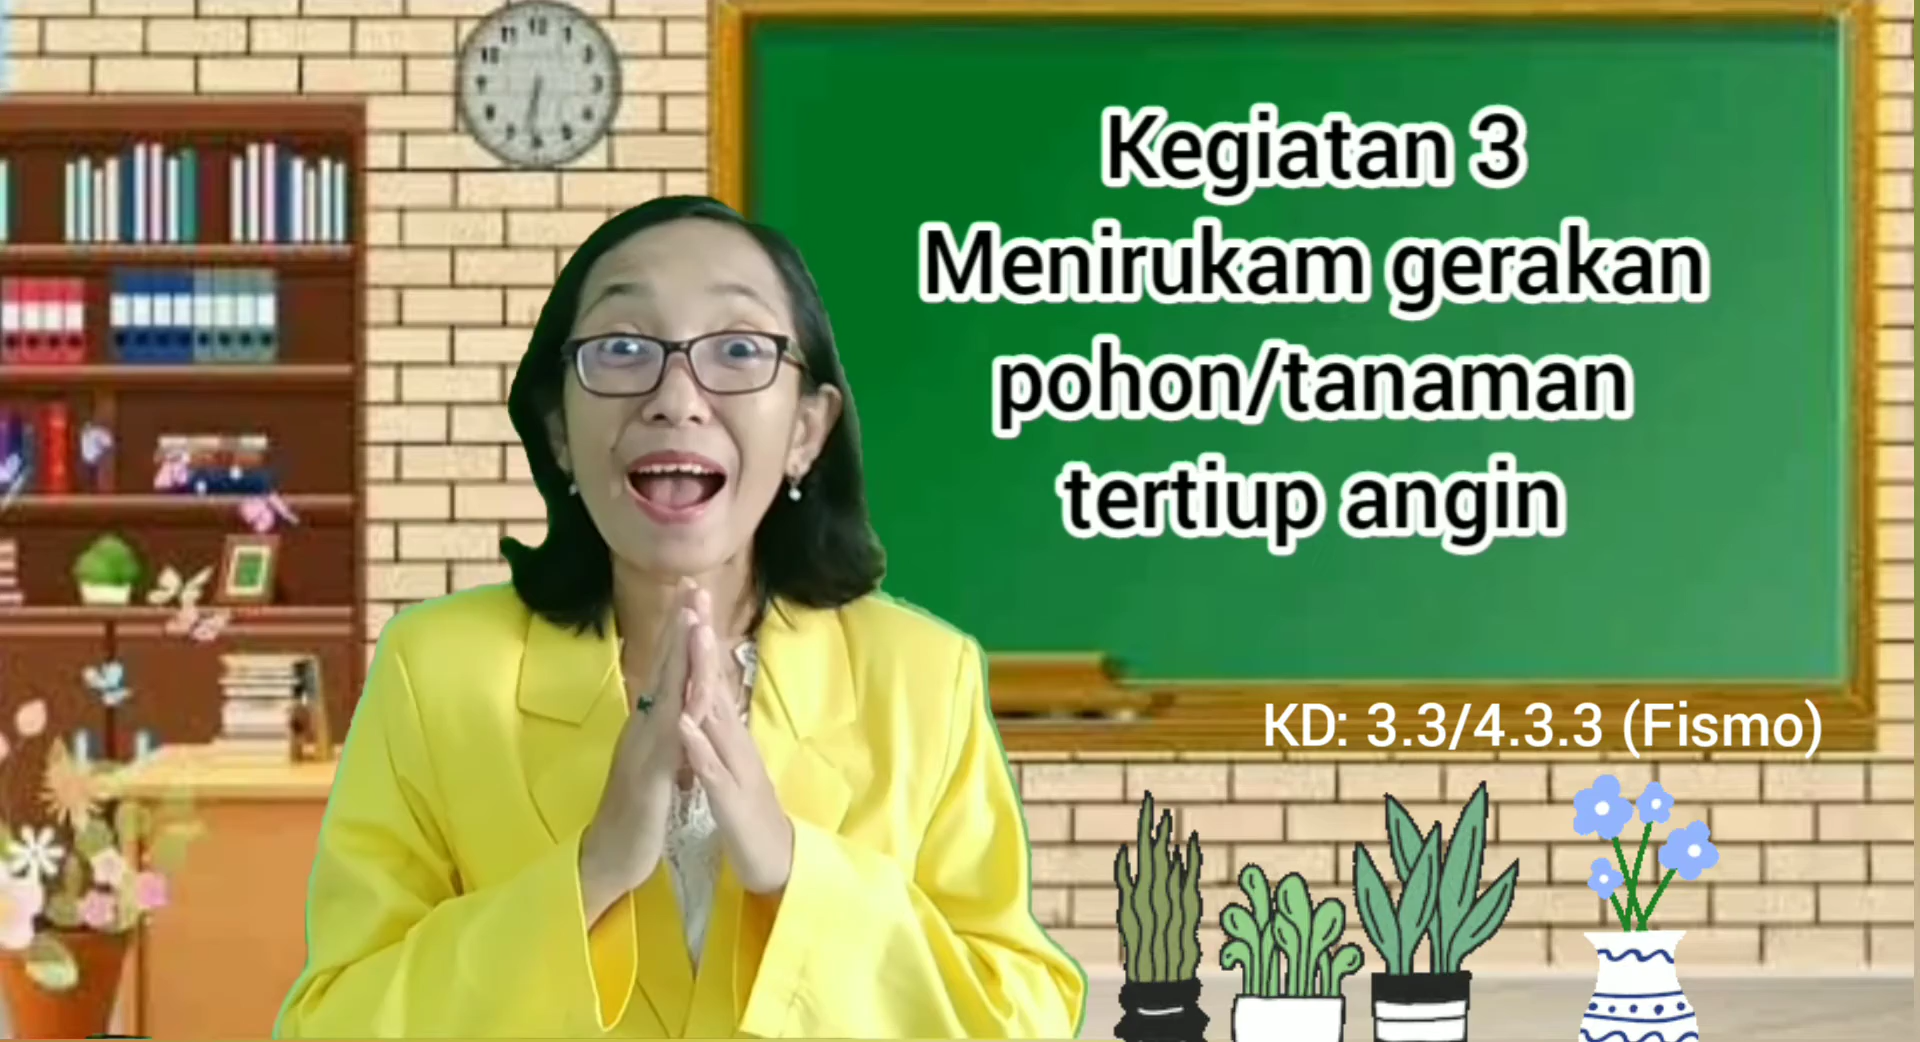 Kegiatan 3
Menirukam gerakan
pohon/tanaman
tertiup angin
KD: 3.3/4.3.3 (Fismo)